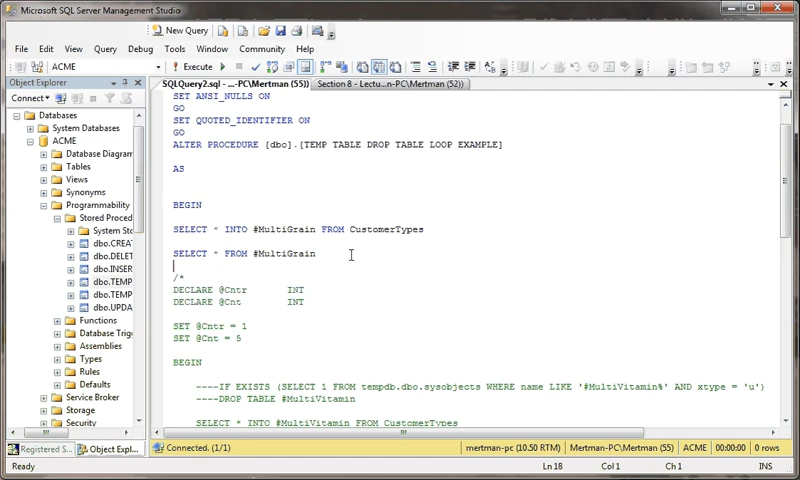 Microsoft SQL Server Management Studio
New Query
File Edit View Query Debug Tools Window Community Help
ACME Execute
Object Explorer
SQLQuery2.sql - ...-PC\Mertman (55)) Section 8 - Lectu...n-PC\Mertman (52))
Connect
Databases
System Databases
ACME
Database Diagram
Tables
Views
Synonyms
Programmability
Stored Proced
System Sto
dbo.CREA
dbo.DELET
dbo.INSER
dbo.TEMP
dbo.TEMP
dbo.UPDA
Functions
Database Trig
Assemblies
Types
Rules
Defaults
Service Broker
Storage
Security
SET ANSI_NULLS ON
GO
SET QUOTED_IDENTIFIER ON
GO
ALTER PROCEDURE [dbo].[TEMP TABLE DROP TABLE LOOP EXAMPLE]
AS
BEGIN
SELECT * INTO #MultiGrain FROM CustomerTypes
SELECT * FROM #MultiGrain
/*
DECLARE @Cntr INT
DECLARE @Cnt INT
SET @Cntr = 1
SET @Cnt = 5
BEGIN
----IF EXISTS (SELECT 1 FROM tempdb.dbo.sysobjects WHERE name LIKE '#MultiVitamin%' AND xtype = 'u')
----DROP TABLE #MultiVitamin
SELECT * INTO #MultiVitamin FROM CustomerTypes
Registered S... Object Expl...
Connected. (1/1) mertman-pc (10.50 RTM) Mertman-PC\Mertman (55) ACME 00:00:00 0 rows
Ready Ln 18 Col 1 Ch 1 INS